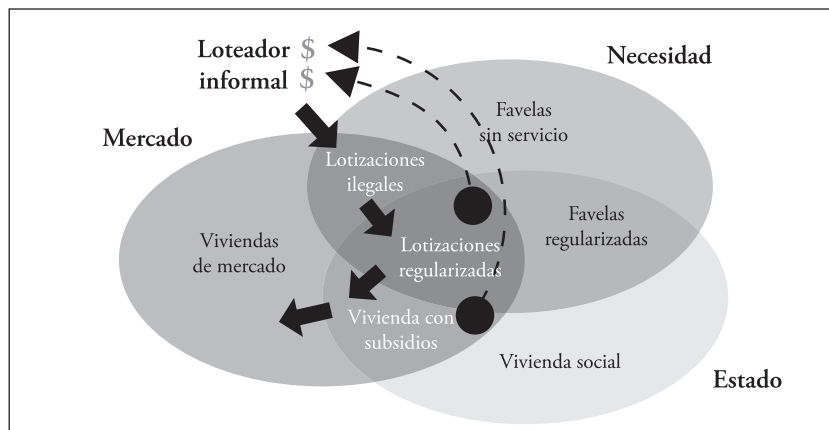 Loteador $
informal $
Necesidad
Mercado
Favelas
sin servicio
Lotizaciones
ilegales
Favelas
regularizadas
Viviendas
de mercado
Lotizaciones
regularizadas
Vivienda con
subsidios
Vivienda social
Estado